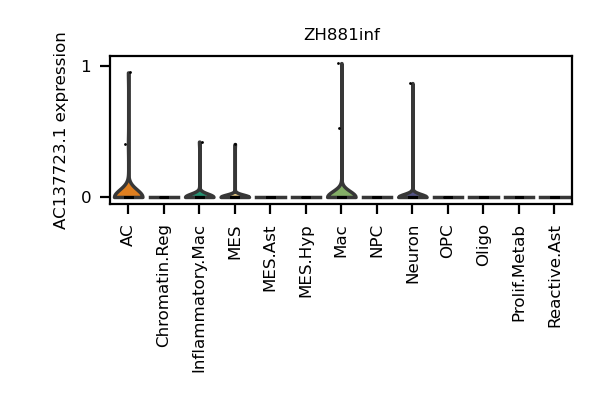 ZH881inf
AC137723.1 expression
1
0
AC
Chromatin.Reg
Inflammatory.Mac
MES
MES.Ast
MES.Hyp
Mac
NPC
Neuron
OPC
Oligo
Prolif.Metab
Reactive.Ast